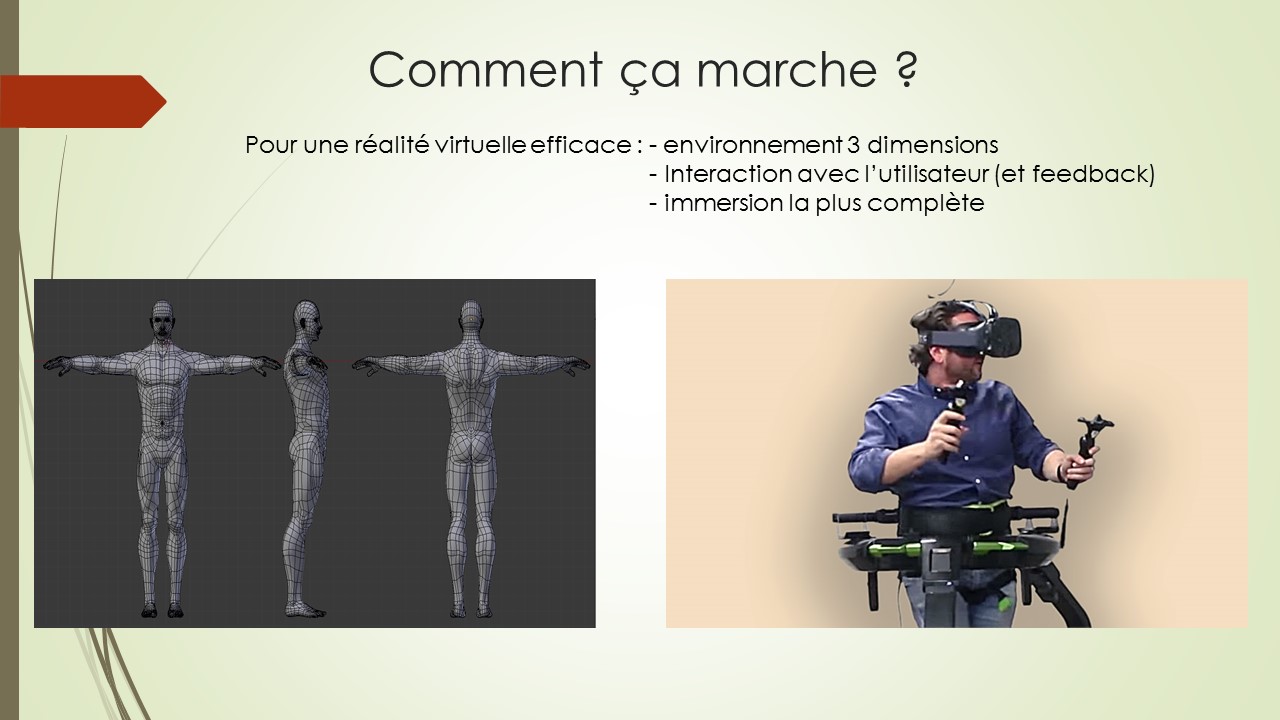 Comment ça marche ?
Pour une réalité virtuelle efficace : - environnement 3 dimensions
- Interaction avec l’utilisateur (et feedback)
- immersion la plus complète